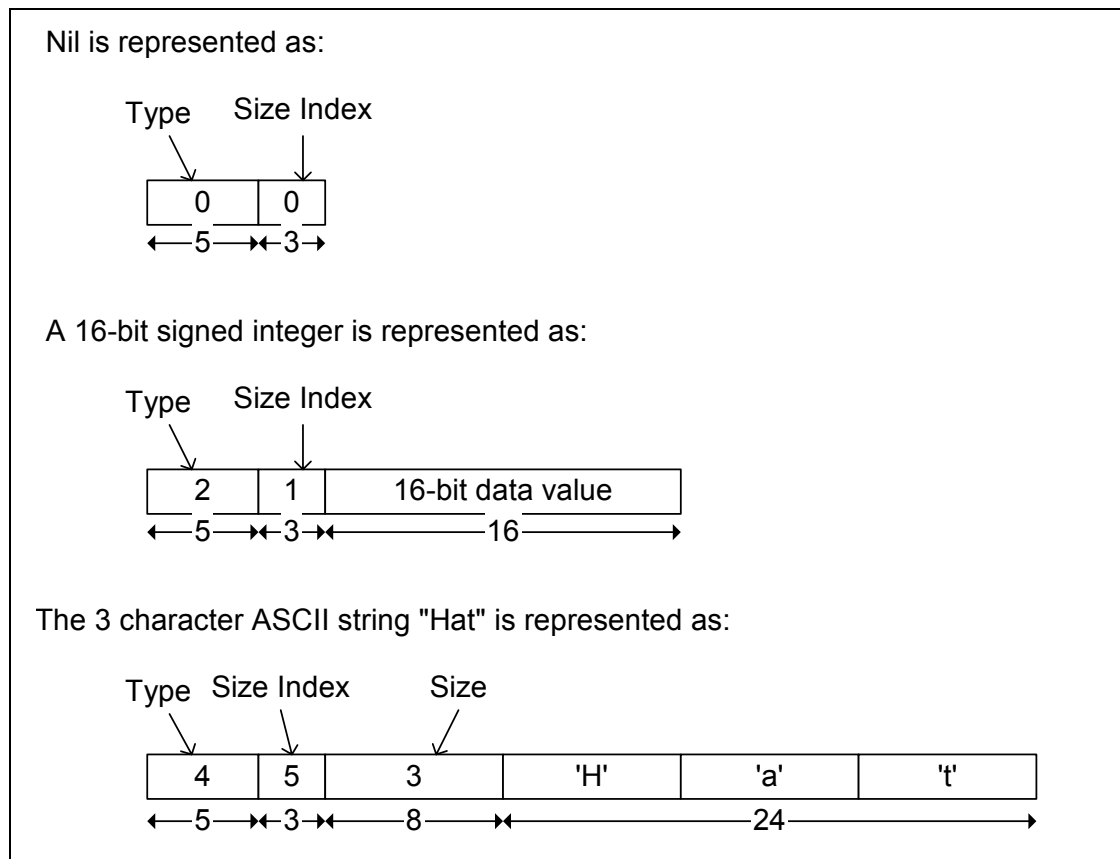 Nil is represented as:
Type Size Index
0 0
5 3
A 16-bit signed integer is represented as:
Type Size Index
2 1 16-bit data value
5 3 16
The 3 character ASCII string "Hat" is represented as:
Type Size Index Size
4 5 3 'H' 'a' 't'
5 3 8 24